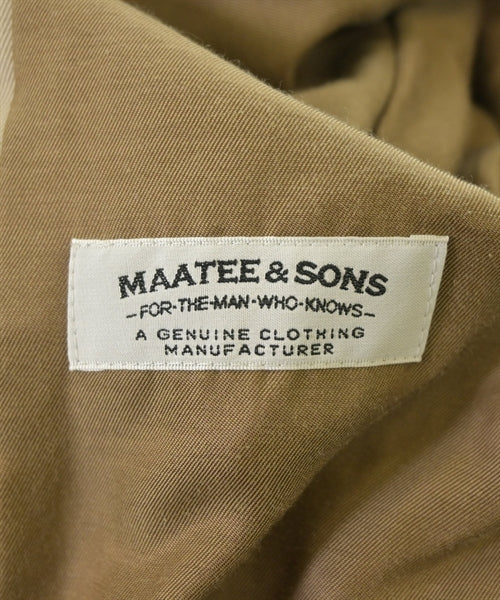 MAATEE & SONS
-FOR-THE-MAN-WHO-KNOWS-
A GENUINE CLOTHING
MANUFACTURER